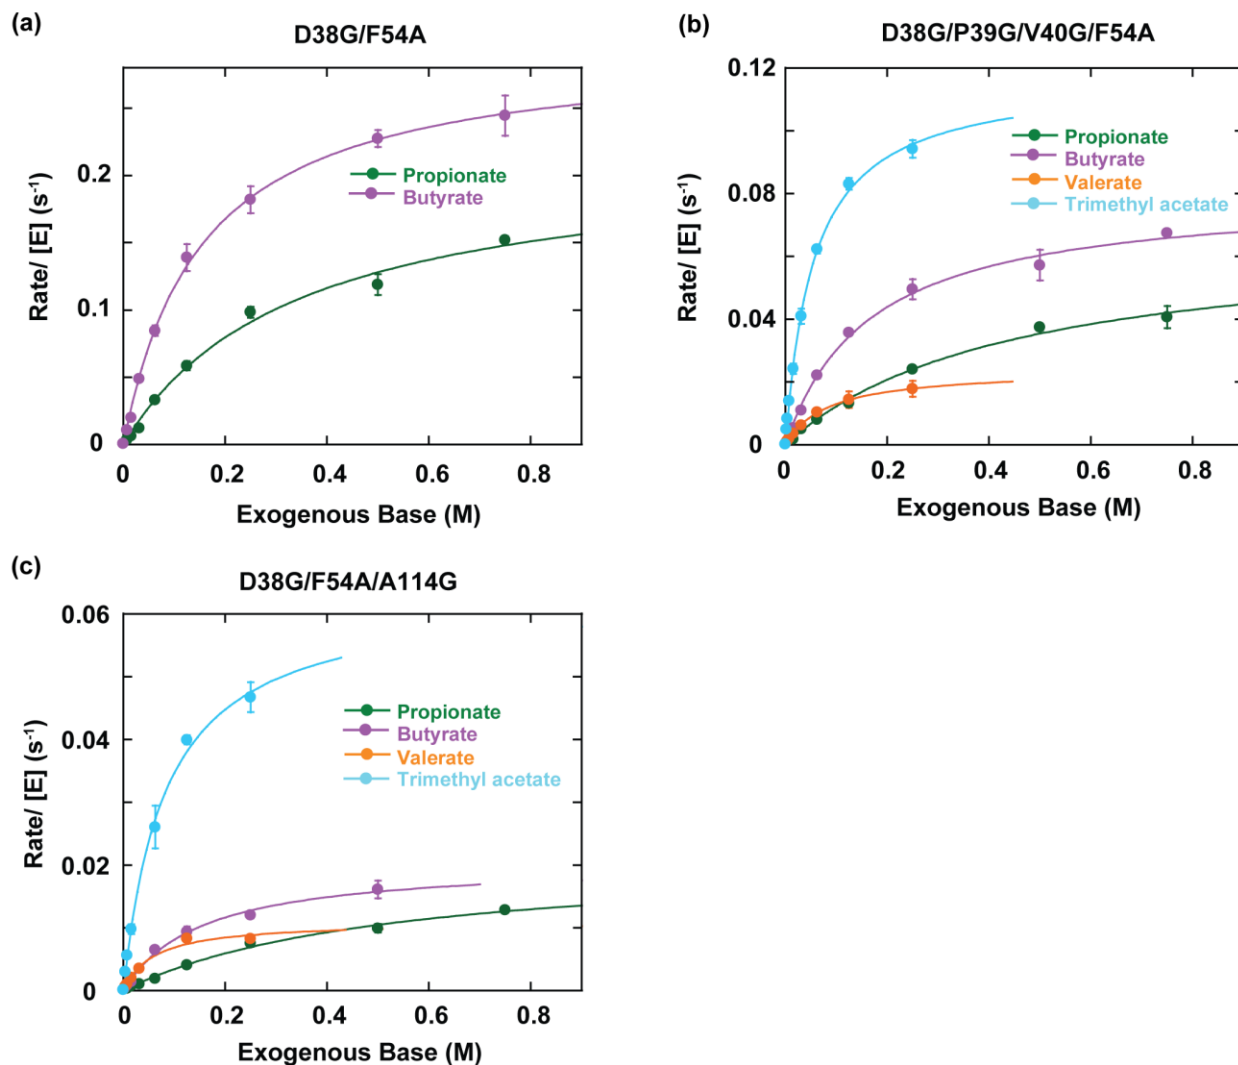 (a)
D38G/F54A
0.2
0.1
0
Rate/ [E] (s⁻¹)
Propionate
Butyrate
0 0.2 0.4 0.6 0.8
Exogenous Base (M)
(b)
D38G/P39G/V40G/F54A
0.12
0.08
0.04
0
Rate/ [E] (s⁻¹)
Propionate
Butyrate
Valerate
Trimethyl acetate
0 0.2 0.4 0.6 0.8
Exogenous Base (M)
(c)
D38G/F54A/A114G
0.06
0.04
0.02
0
Rate/ [E] (s⁻¹)
Propionate
Butyrate
Valerate
Trimethyl acetate
0 0.2 0.4 0.6 0.8
Exogenous Base (M)